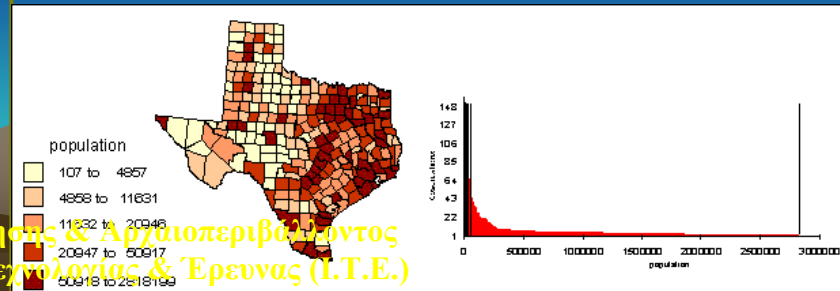 population
107 to 4857
4858 to 11631
11632 to 20946
20947 to 50917
50918 to 2818199
ησης & Αρχαιοπεριβάλλοντος
εχνολογίας & Έρευνας (Ι.Τ.Ε.)
148
127
106
85
64
43
22
1
0
500000
1000000
1500000
2000000
2500000
3000000
population